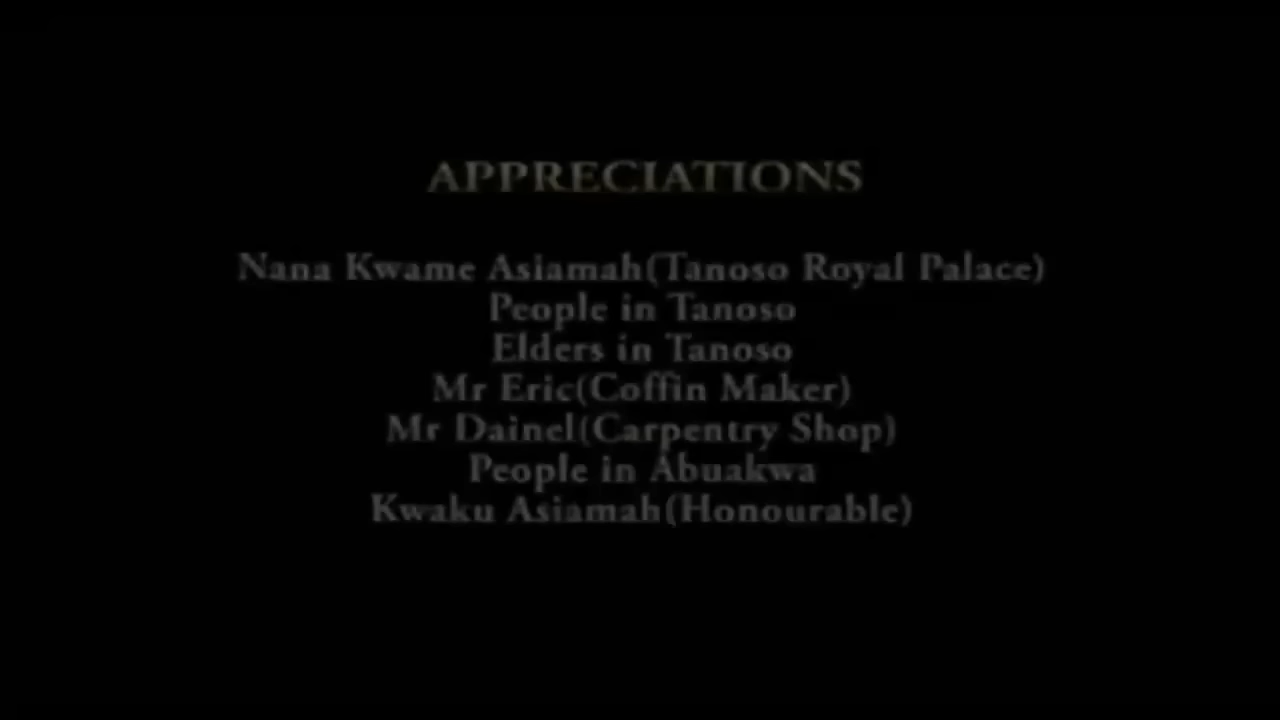 APPRECIATIONS
Nana Kwame Asiamah(Tanoso Royal Palace)
People in Tanoso
Elders in Tanoso
Mr Eric(Coffin Maker)
Mr Dainel(Carpentry Shop)
People in Abuakwa
Kwaku Asiamah(Honourable)